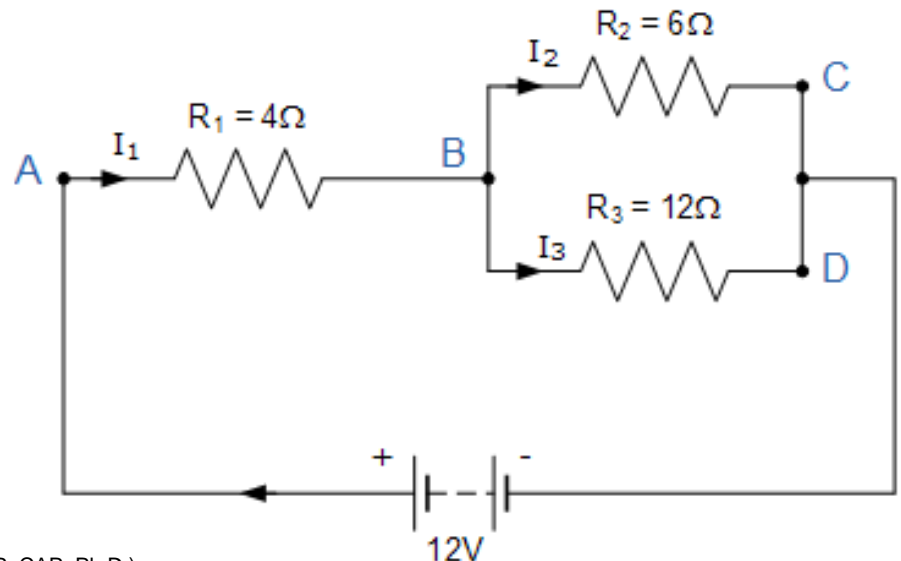 R₂ = 6Ω
I₂
C
R₁ = 4Ω
I₁
B
A
R₃ = 12Ω
I₃
D
+ -
12V